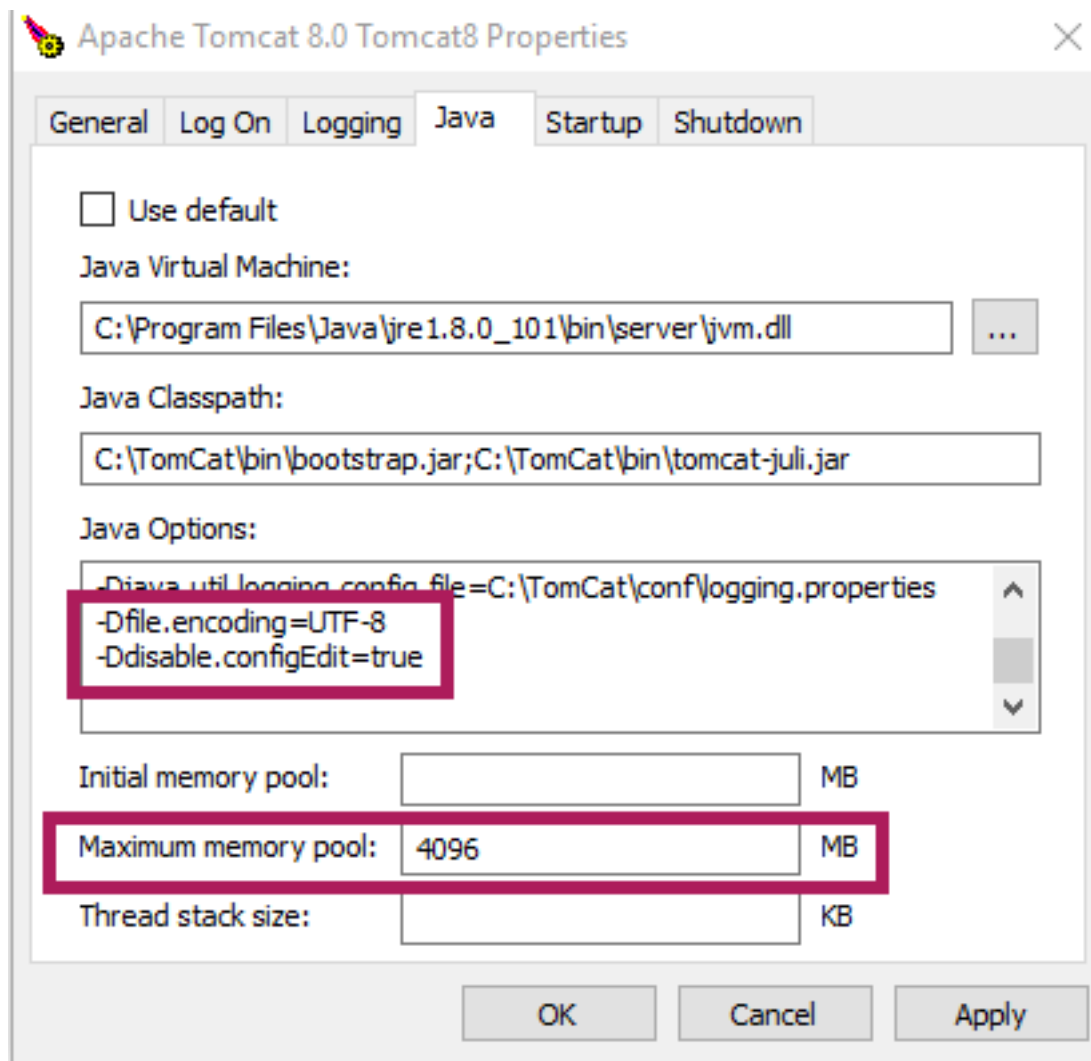 Apache Tomcat 8.0 Tomcat8 Properties
General Log On Logging Java Startup Shutdown
Use default
Java Virtual Machine:
C:\Program Files\Java\jre1.8.0_101\bin\server\jvm.dll ...
Java Classpath:
C:\TomCat\bin\bootstrap.jar;C:\TomCat\bin\tomcat-juli.jar
Java Options:
-Djava.util.logging.config.file=C:\TomCat\conf\logging.properties
-Dfile.encoding=UTF-8
-Ddisable.configEdit=true
Initial memory pool: MB
Maximum memory pool: 4096 MB
Thread stack size: KB
OK Cancel Apply